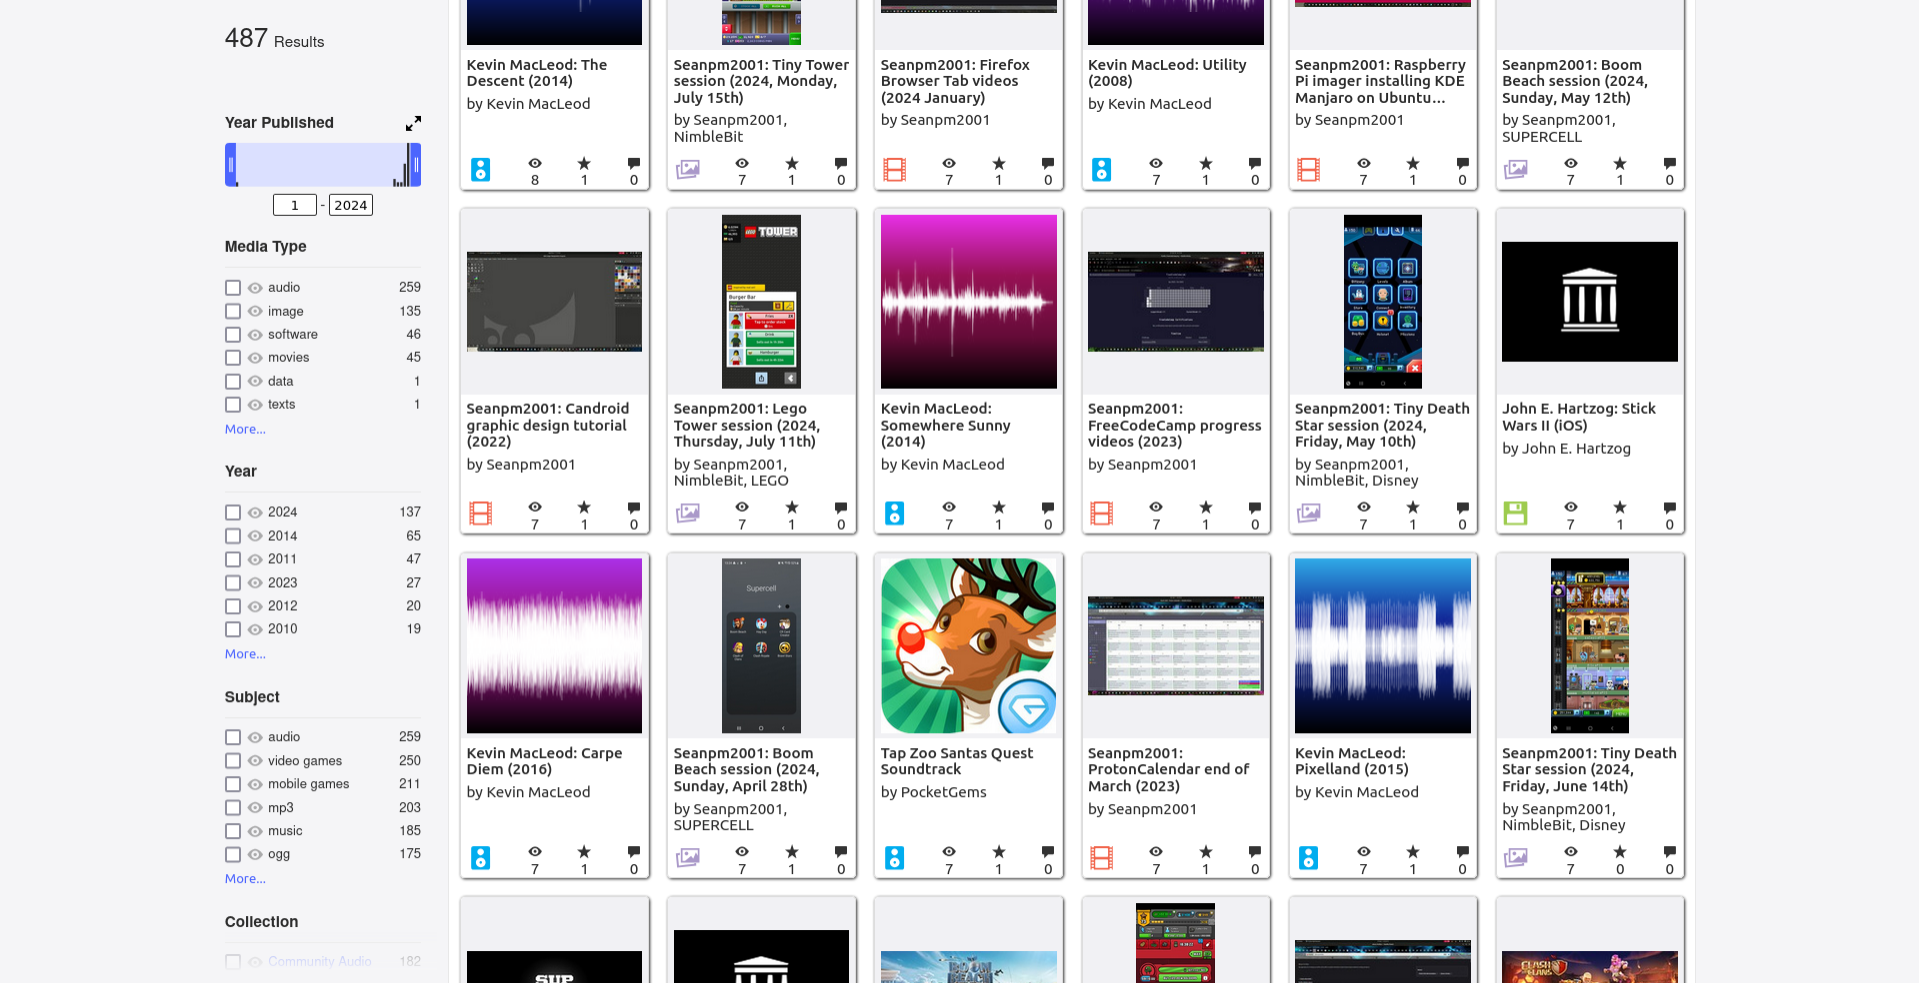 487 Results
Year Published
1 - 2024
Media Type
audio 259
image 135
software 46
movies 45
data 1
texts 1
More...
Year
2024 137
2014 65
2011 47
2023 27
2012 20
2010 19
More...
Subject
audio 259
video games 250
mobile games 211
mp3 203
music 185
ogg 175
More...
Collection
Community Audio 182
Kevin MacLeod: The
Descent (2014)
by Kevin MacLeod
8 1 0
Seanpm2001: Tiny Tower
session (2024, Monday,
July 15th)
by Seanpm2001,
NimbleBit
7 1 0
Seanpm2001: Firefox
Browser Tab videos
(2024 January)
by Seanpm2001
7 1 0
Kevin MacLeod: Utility
(2008)
by Kevin MacLeod
7 1 0
Seanpm2001: Raspberry
Pi imager installing KDE
Manjaro on Ubuntu...
by Seanpm2001
7 1 0
Seanpm2001: Boom
Beach session (2024,
Sunday, May 12th)
by Seanpm2001,
SUPERCELL
7 1 0
Seanpm2001: Candroid
graphic design tutorial
(2022)
by Seanpm2001
7 1 0
TOWER
Burger Bar
Seanpm2001: Lego
Tower session (2024,
Thursday, July 11th)
by Seanpm2001,
NimbleBit, LEGO
7 1 0
Kevin MacLeod:
Somewhere Sunny
(2014)
by Kevin MacLeod
7 1 0
Seanpm2001:
FreeCodeCamp progress
videos (2023)
by Seanpm2001
7 1 0
Seanpm2001: Tiny Death
Star session (2024,
Friday, May 10th)
by Seanpm2001,
NimbleBit, Disney
7 1 0
John E. Hartzog: Stick
Wars II (iOS)
by John E. Hartzog
7 1 0
Kevin MacLeod: Carpe
Diem (2016)
by Kevin MacLeod
7 1 0
Supercell
Seanpm2001: Boom
Beach session (2024,
Sunday, April 28th)
by Seanpm2001,
SUPERCELL
7 1 0
Tap Zoo Santas Quest
Soundtrack
by PocketGems
7 1 0
Seanpm2001:
ProtonCalendar end of
March (2023)
by Seanpm2001
7 1 0
Kevin MacLeod:
Pixelland (2015)
by Kevin MacLeod
7 1 0
Seanpm2001: Tiny Death
Star session (2024,
Friday, June 14th)
by Seanpm2001,
NimbleBit, Disney
7 0 0